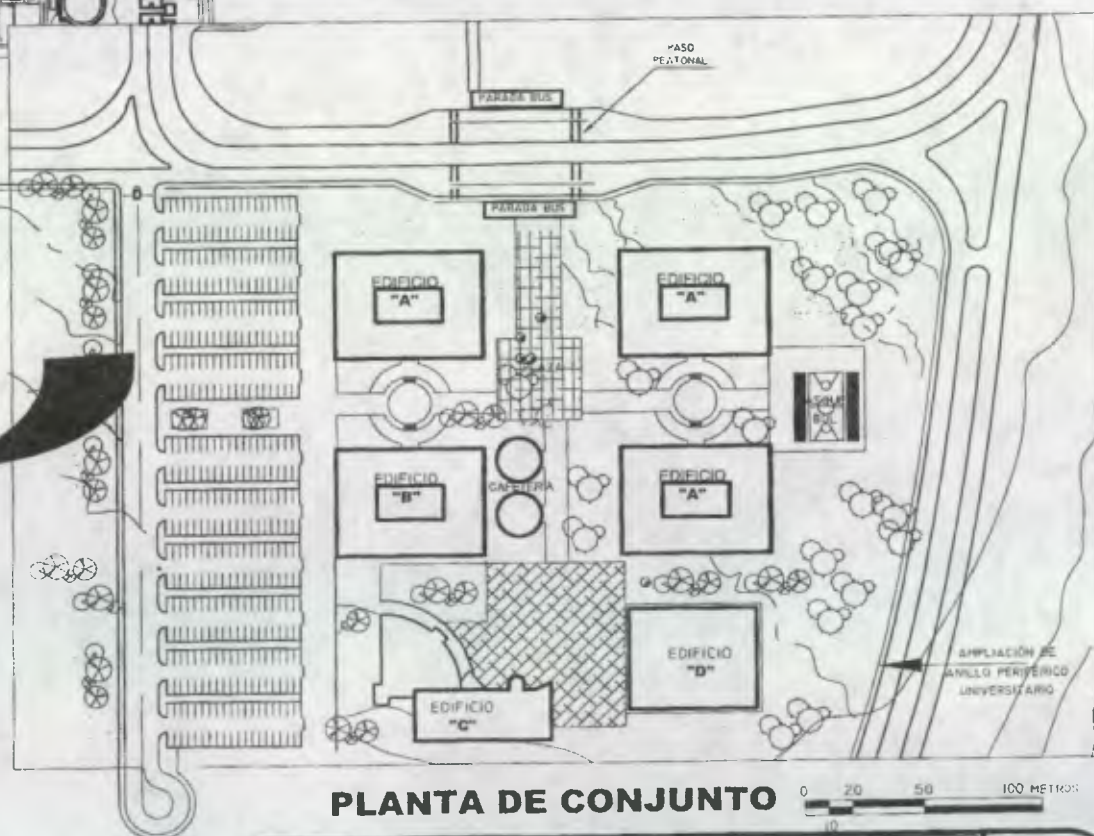 PASO
PEATONAL
PARADA BUS
PARADA BUS
EDIFICIO
"A"
EDIFICIO
"A"
EDIFICIO
"B"
CAFETERIA
EDIFICIO
"A"
EDIFICIO
"C"
EDIFICIO
"D"
AMPLIACIÓN DE
ANILLO PERIFERICO
UNIVERSITARIO
PLANTA DE CONJUNTO
0 20 50 100 METROS
10